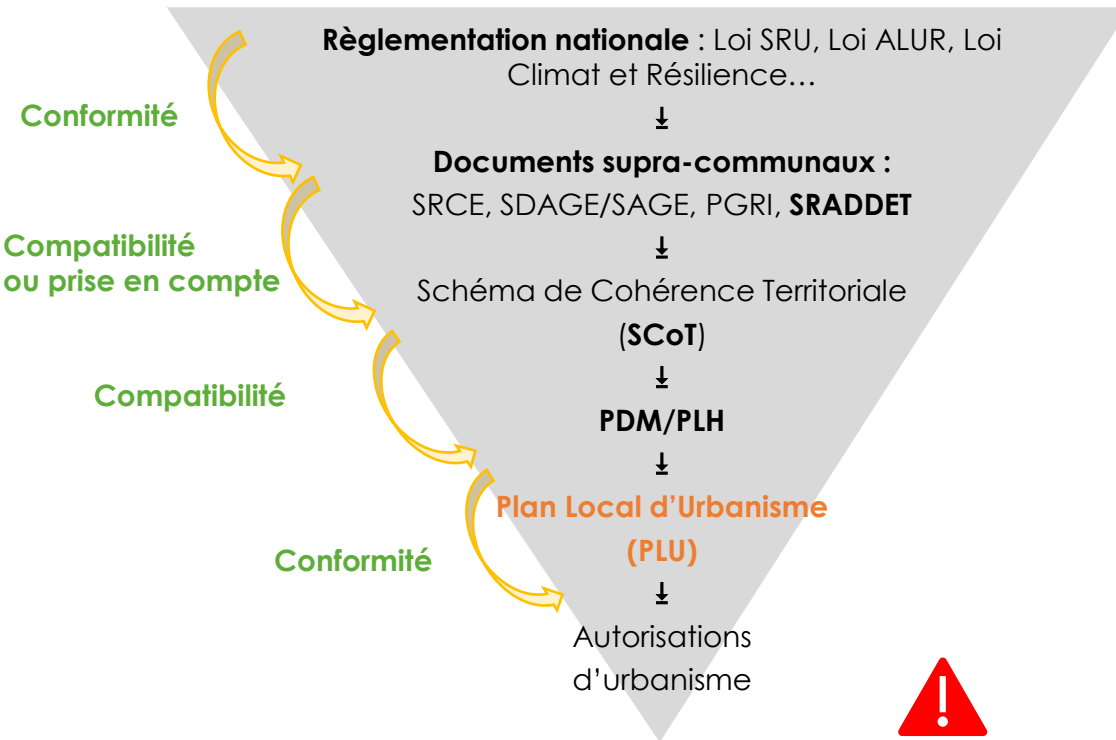 Règlementation nationale : Loi SRU, Loi ALUR, Loi
Climat et Résilience…
Conformité
Documents supra-communaux :
SRCE, SDAGE/SAGE, PGRI, SRADDET
Compatibilité
ou prise en compte
Schéma de Cohérence Territoriale
(SCoT)
Compatibilité
PDM/PLH
Plan Local d’Urbanisme
(PLU)
Conformité
Autorisations
d’urbanisme